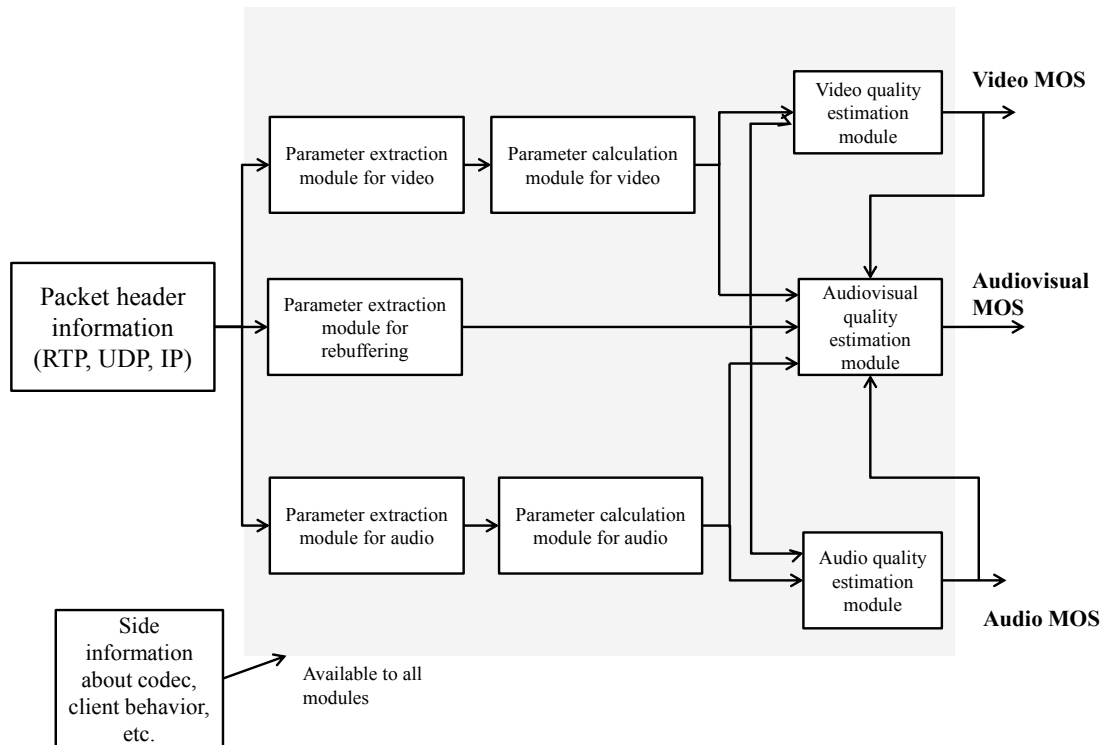 Video MOS
Video quality
estimation
module
Parameter extraction
module for video
Parameter calculation
module for video
Packet header
information
(RTP, UDP, IP)
Parameter extraction
module for
rebuffering
Audiovisual
quality
estimation
module
Audiovisual
MOS
Parameter extraction
module for audio
Parameter calculation
module for audio
Audio quality
estimation
module
Audio MOS
Side
information
about codec,
client behavior,
etc.
Available to all
modules